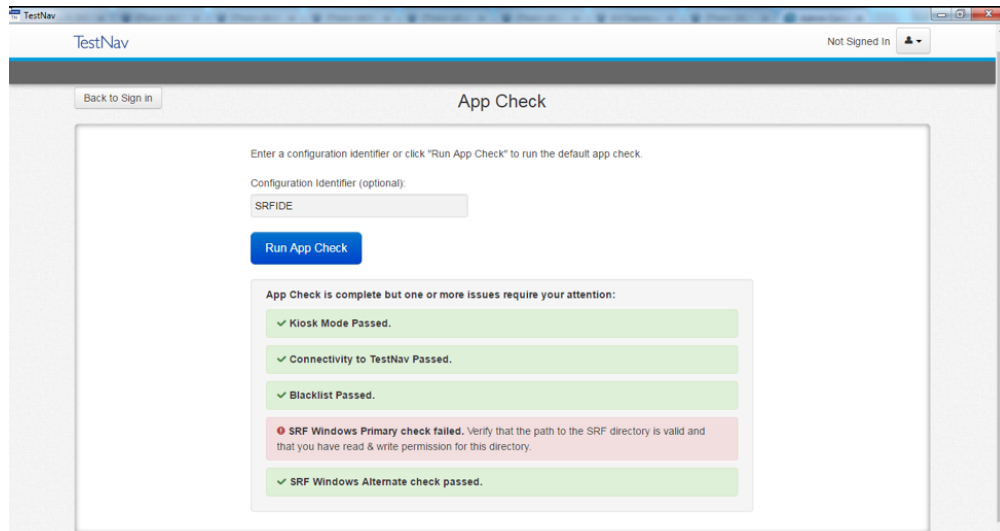 TestNav
TestNav
Not Signed In
Back to Sign in
App Check
Enter a configuration identifier or click "Run App Check" to run the default app check.
Configuration Identifier (optional):
SRFIDE
Run App Check
App Check is complete but one or more issues require your attention:
Kiosk Mode Passed.
Connectivity to TestNav Passed.
Blacklist Passed.
SRF Windows Primary check failed. Verify that the path to the SRF directory is valid and
that you have read & write permission for this directory.
SRF Windows Alternate check passed.